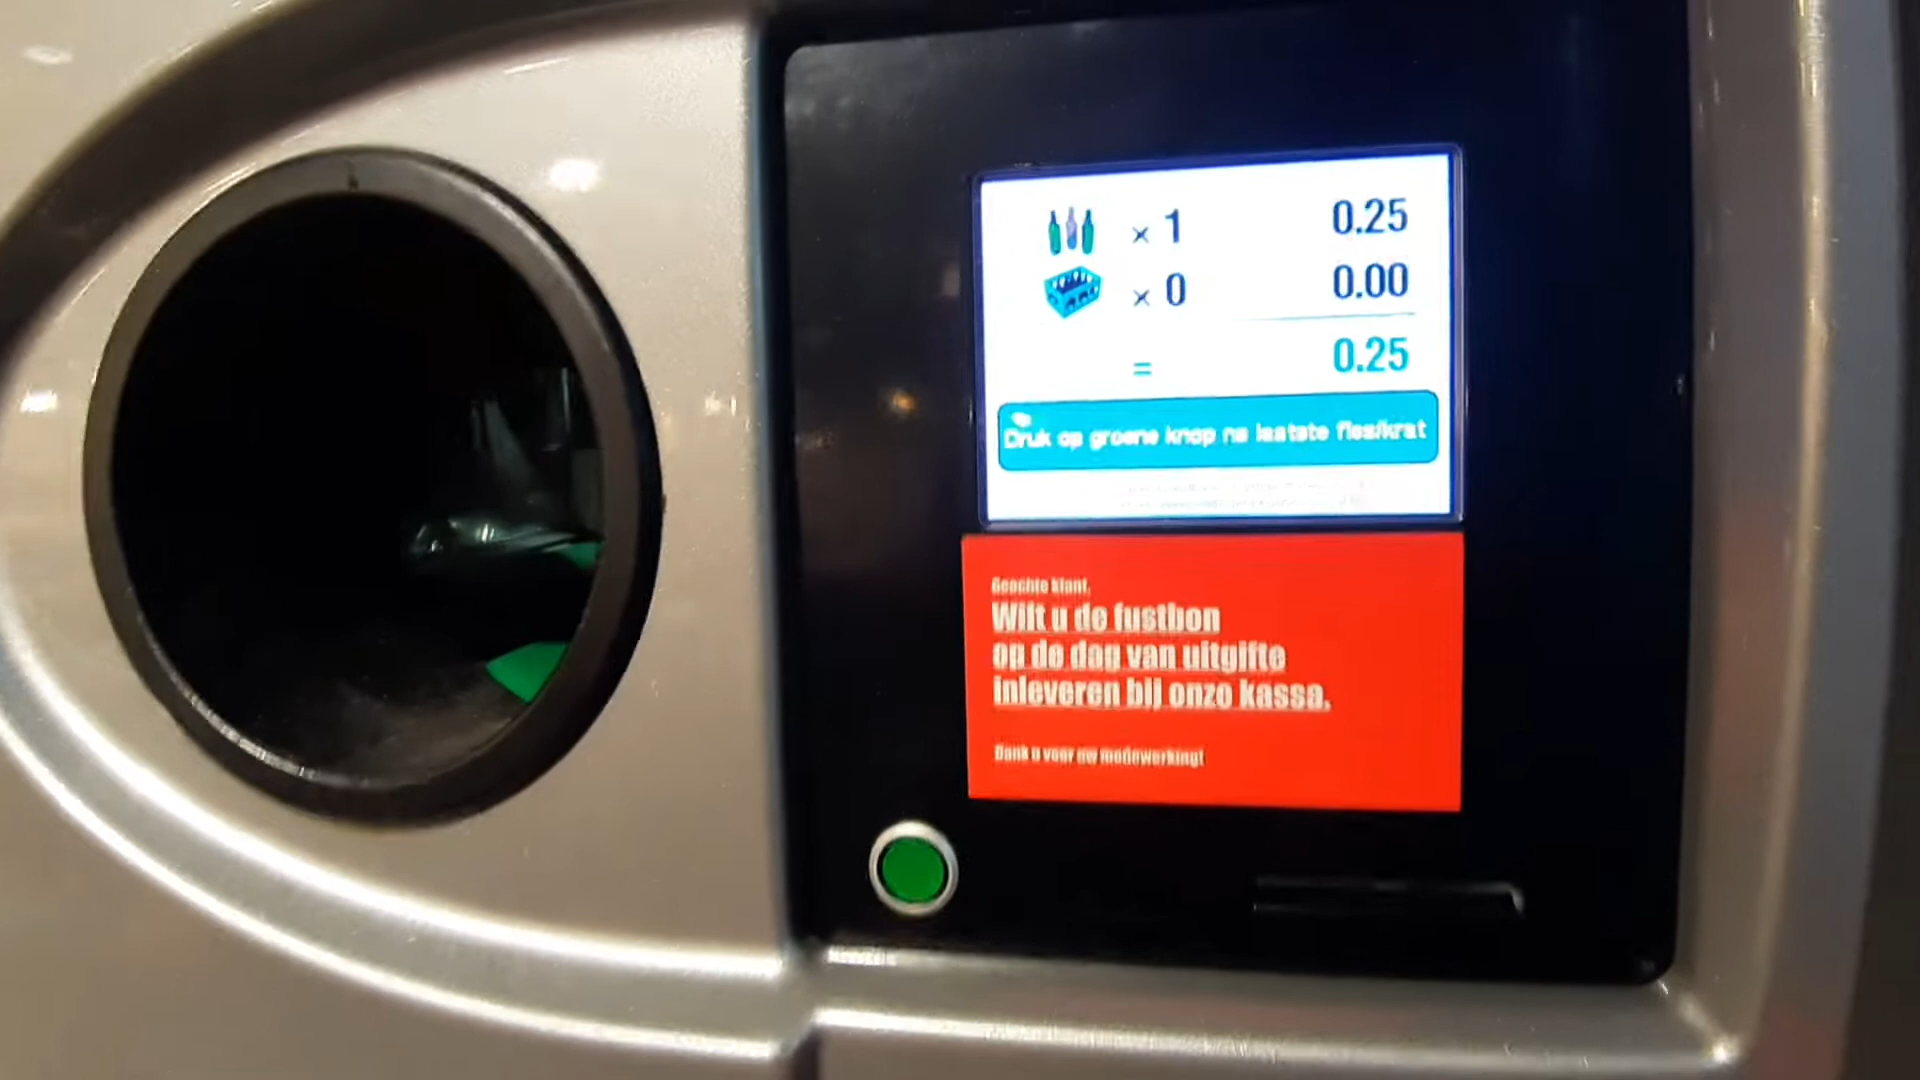 × 1 0.25
× 0 0.00
= 0.25
Druk op groene knop na laatste fles/krat
Geachte klant,
Wilt u de fustbon
op de dag van uitgifte
inleveren bij onze kassa.
Dank u voor uw medewerking!